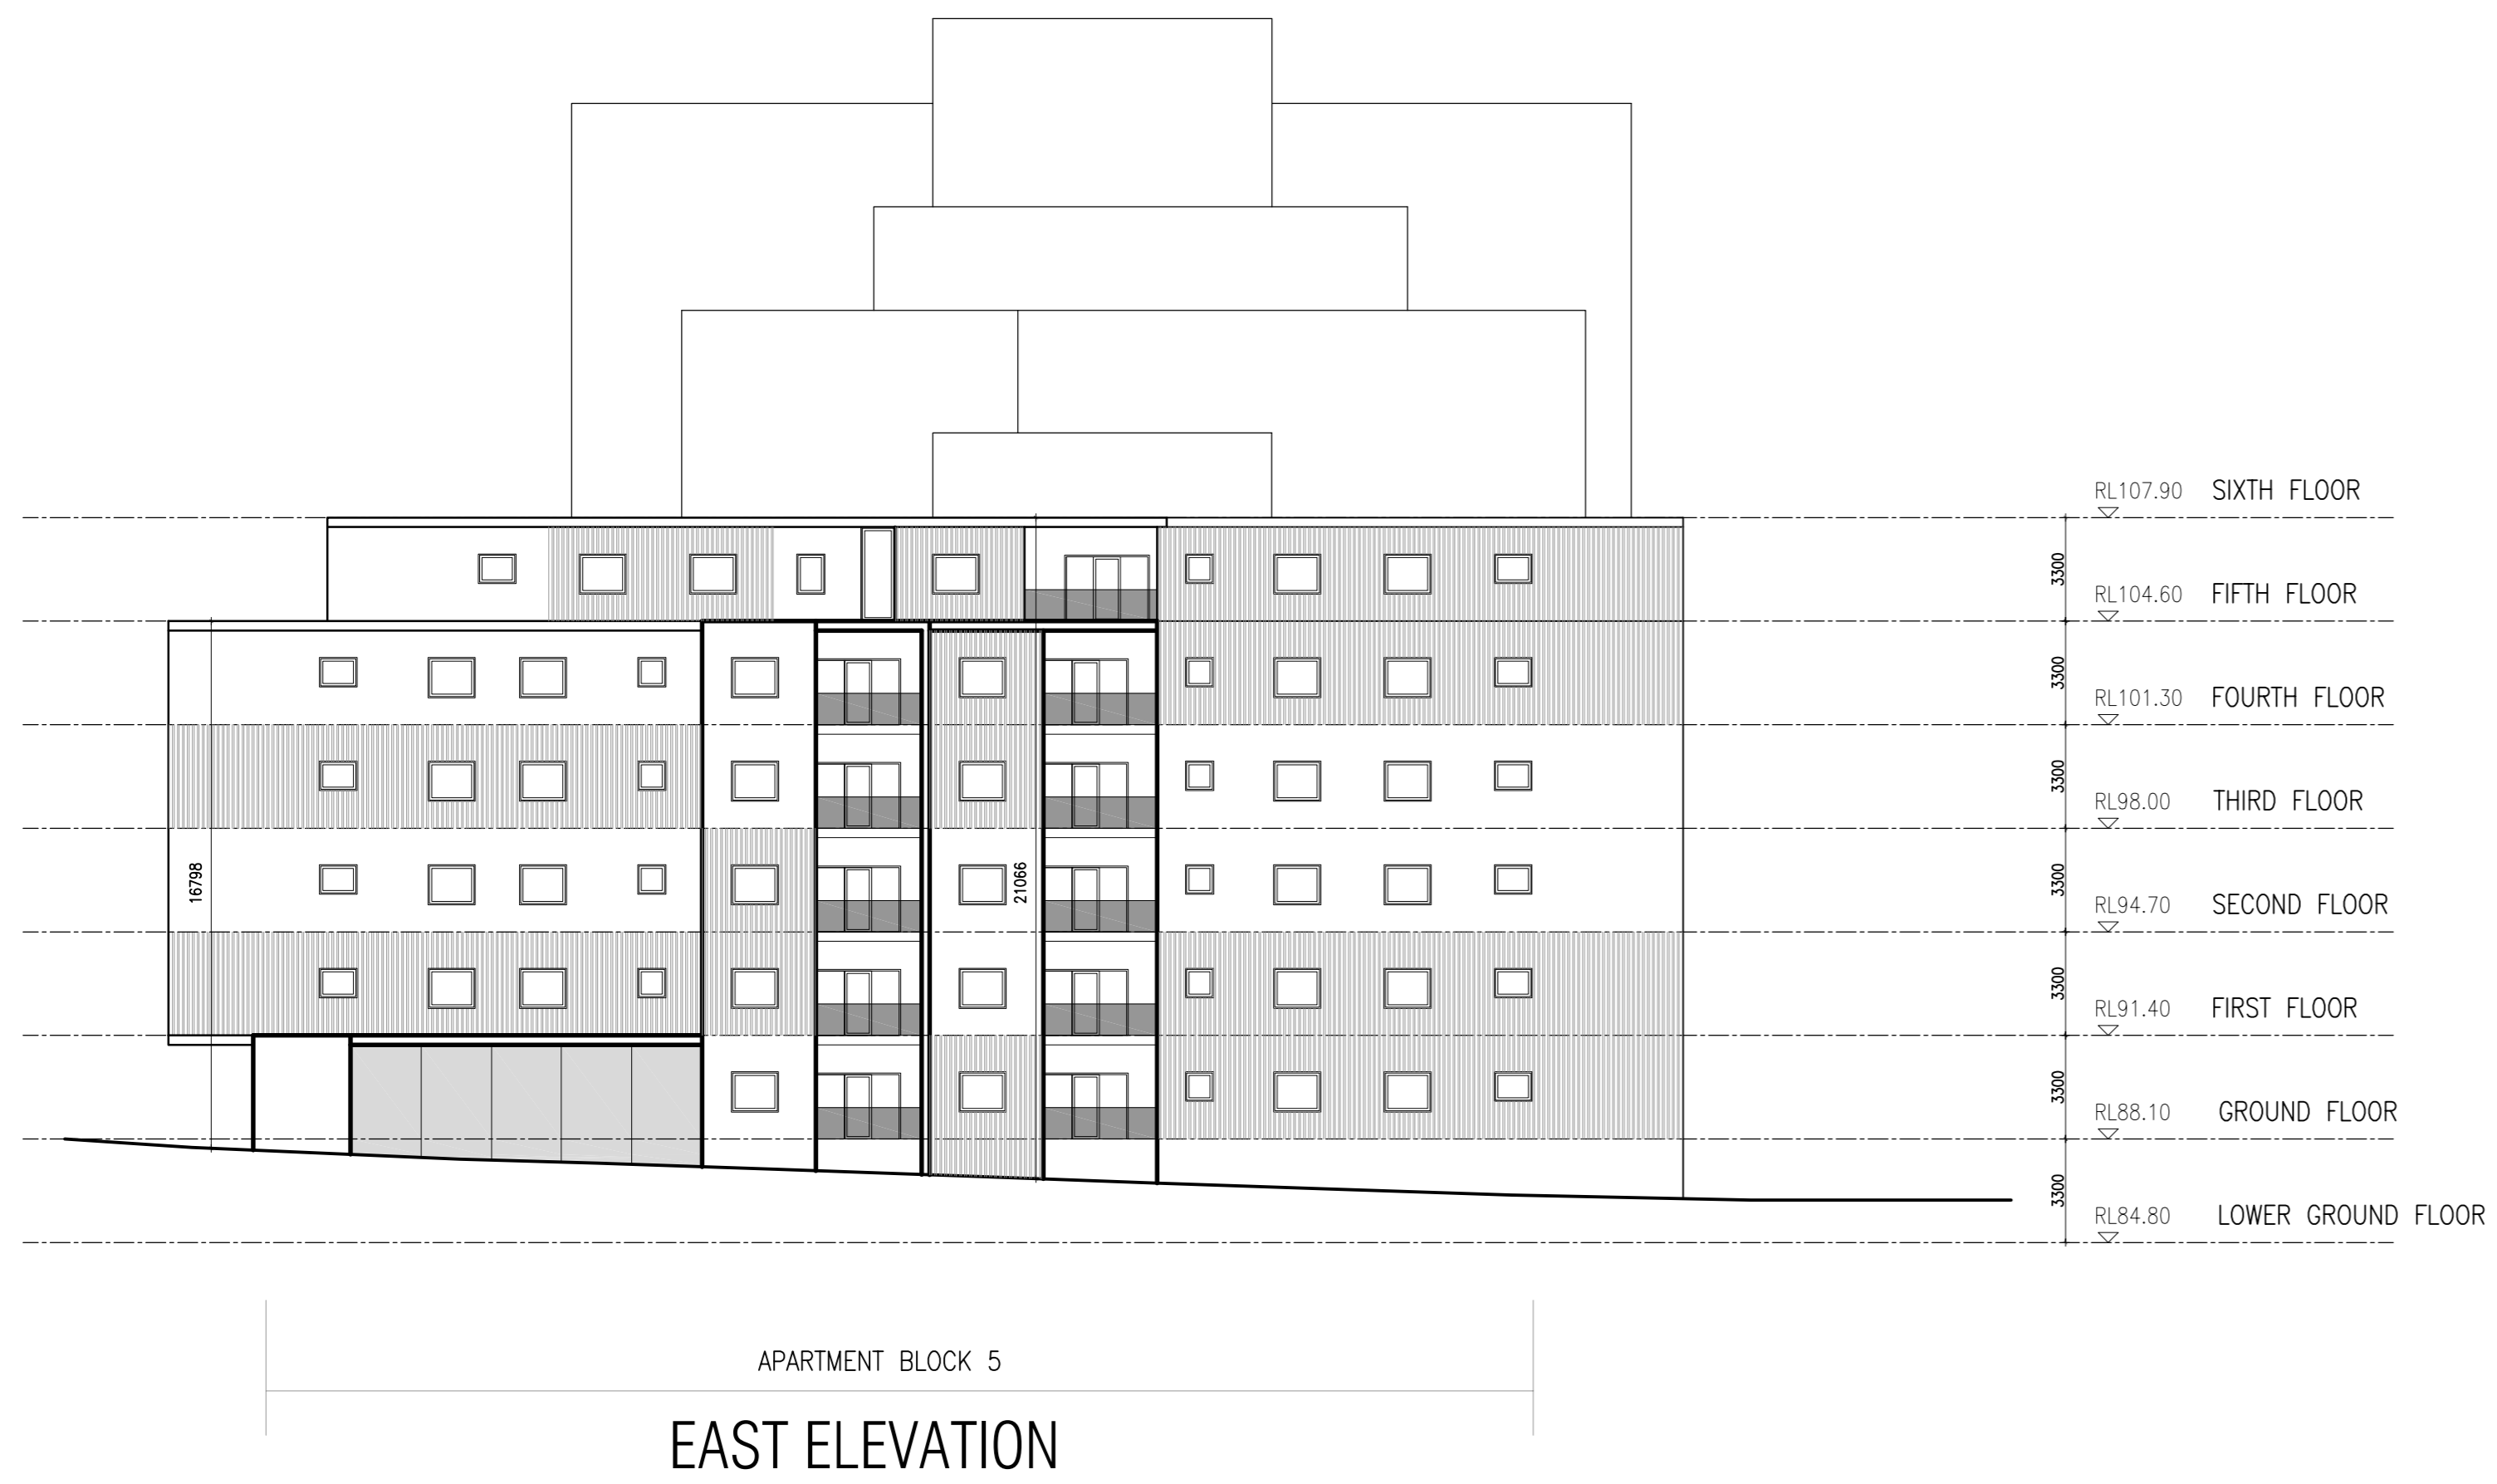 RL107.90 SIXTH FLOOR
3300
RL104.60 FIFTH FLOOR
3300
RL101.30 FOURTH FLOOR
3300
RL98.00 THIRD FLOOR
16798
21066
3300
RL94.70 SECOND FLOOR
3300
RL91.40 FIRST FLOOR
3300
RL88.10 GROUND FLOOR
3300
RL84.80 LOWER GROUND FLOOR
APARTMENT BLOCK 5
EAST ELEVATION